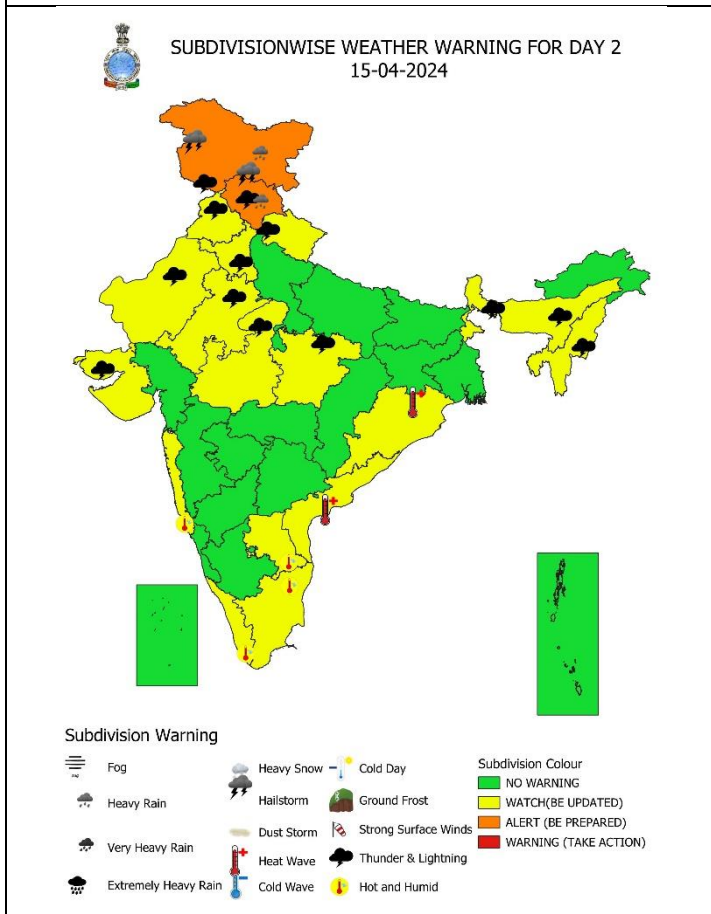 SUBDIVISIONWISE WEATHER WARNING FOR DAY 2
15-04-2024
Subdivision Warning
Fog
Heavy Rain
Very Heavy Rain
Extremely Heavy Rain
Heavy Snow
Hailstorm
Dust Storm
Heat Wave
Cold Wave
Cold Day
Ground Frost
Strong Surface Winds
Thunder & Lightning
Hot and Humid
Subdivision Colour
NO WARNING
WATCH(BE UPDATED)
ALERT (BE PREPARED)
WARNING (TAKE ACTION)